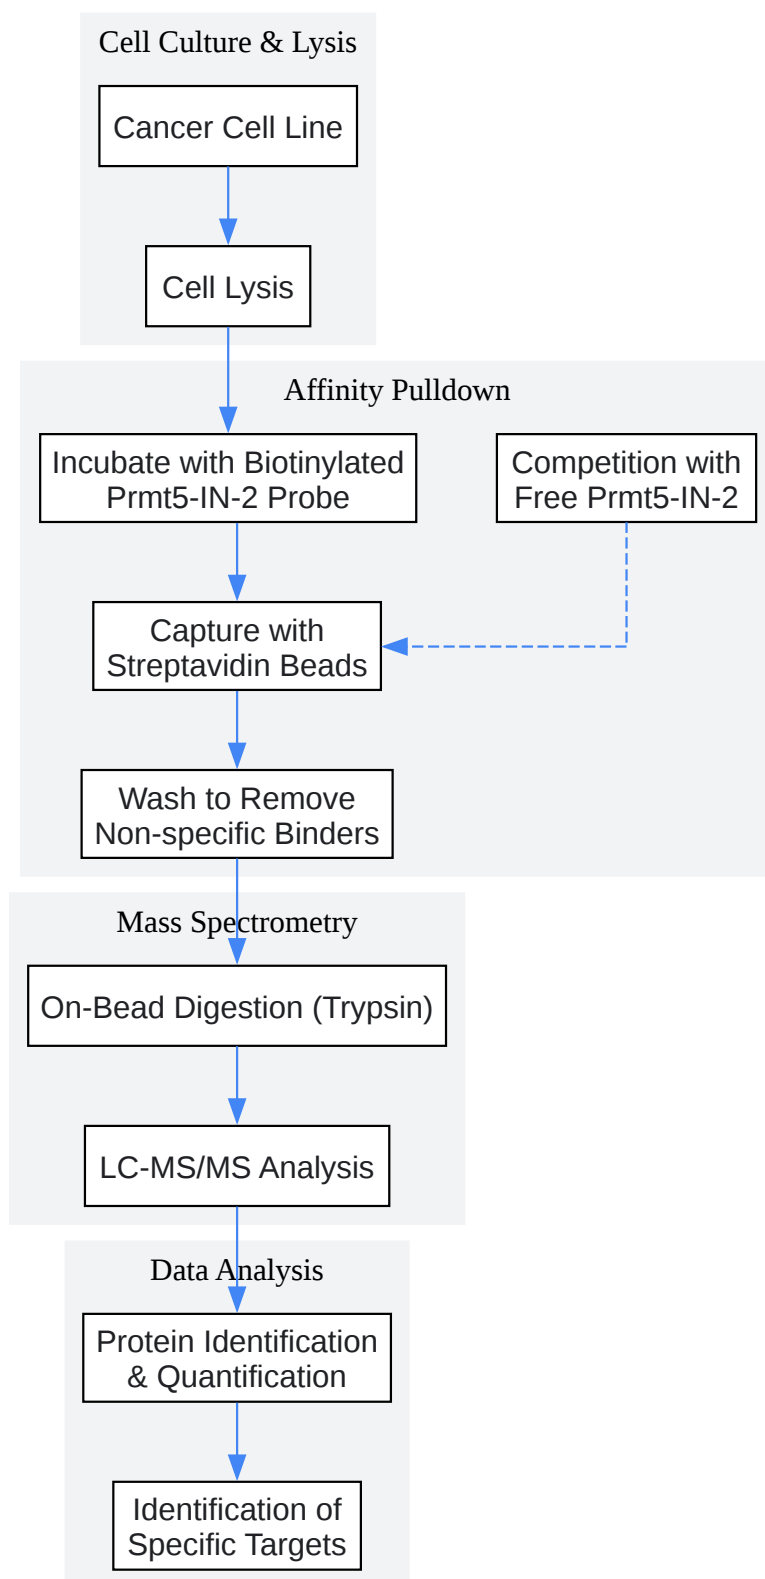 Cell Culture & Lysis
Cancer Cell Line
Cell Lysis
Affinity Pulldown
Incubate with Biotinylated
Prmt5-IN-2 Probe
Competition with
Free Prmt5-IN-2
Capture with
Streptavidin Beads
Wash to Remove
Non-specific Binders
Mass Spectrometry
On-Bead Digestion (Trypsin)
LC-MS/MS Analysis
Data Analysis
Protein Identification
& Quantification
Identification of
Specific Targets